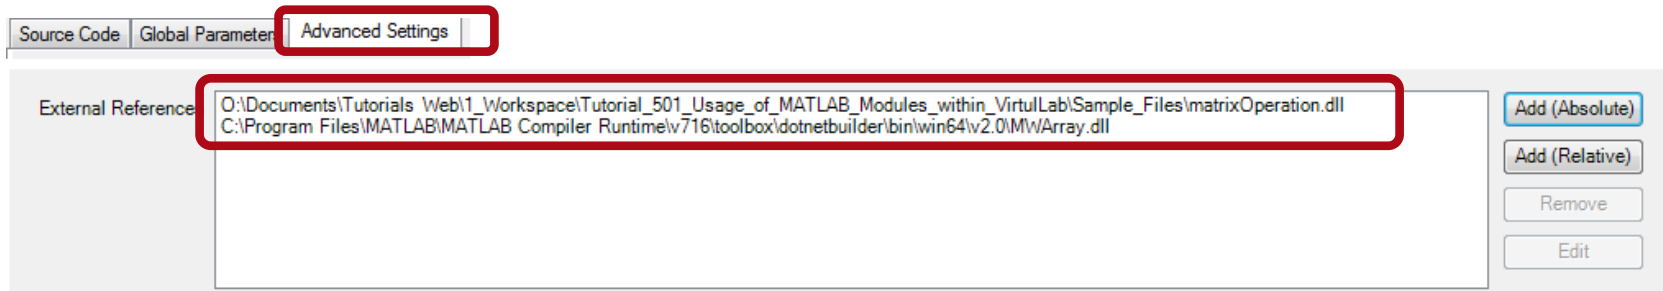 Source Code Global Parameter Advanced Settings
External Reference
O:\Documents\Tutorials Web\1_Workspace\Tutorial_501_Usage_of_MATLAB_Modules_within_VirtulLab\Sample_Files\matrixOperation.dll
C:\Program Files\MATLAB\MATLAB Compiler Runtime\v716\toolbox\dotnetbuilder\bin\win64\v2.0\MWArray.dll
Add (Absolute)
Add (Relative)
Remove
Edit